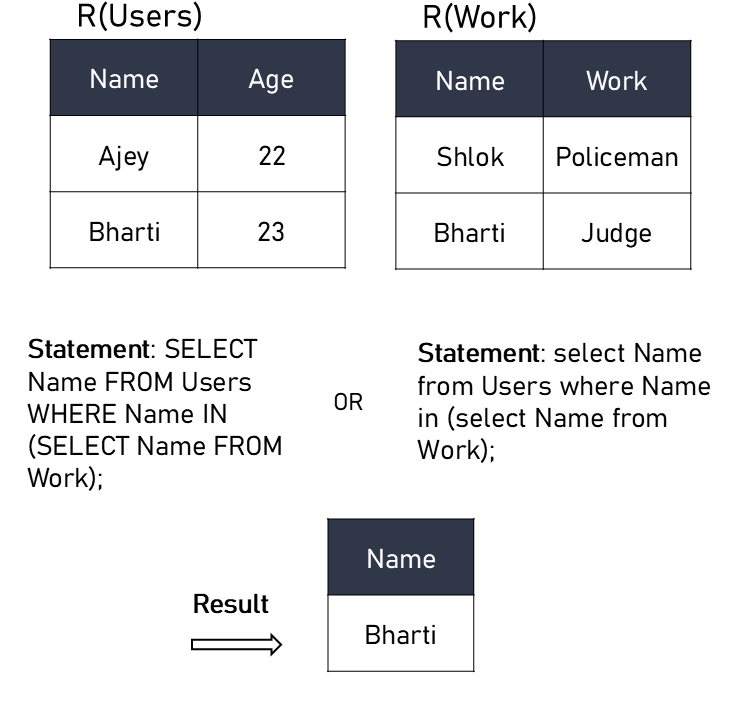 R(Users)
Name Age
Ajey 22
Bharti 23
R(Work)
Name Work
Shlok Policeman
Bharti Judge
Statement: SELECT
Name FROM Users
WHERE Name IN
(SELECT Name FROM
Work);
OR
Statement: select Name
from Users where Name
in (select Name from
Work);
Result
Name
Bharti